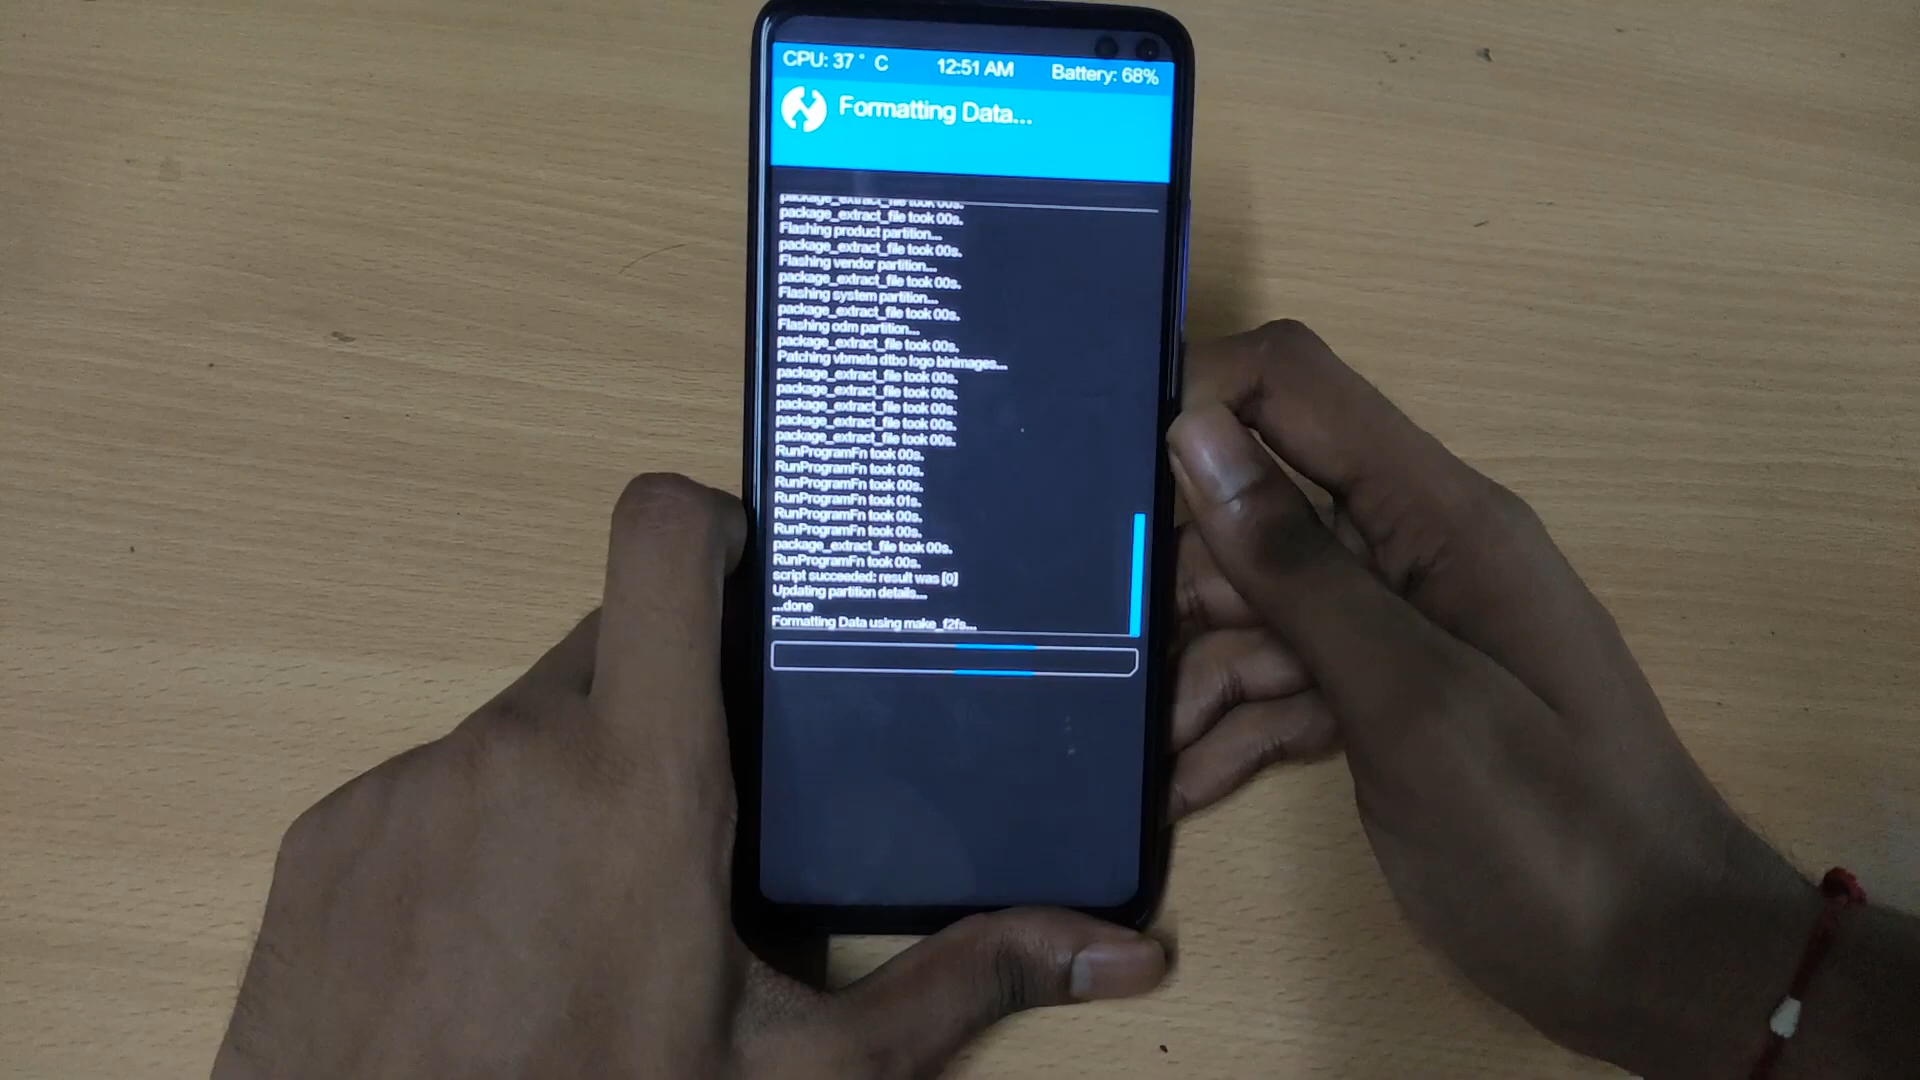 CPU: 37 ° C 12:51 AM Battery: 68%
Formatting Data...
package_extract_file took 00s.
package_extract_file took 00s.
Flashing product partition...
package_extract_file took 00s.
Flashing vendor partition...
package_extract_file took 00s.
Flashing system partition...
package_extract_file took 00s.
Flashing odm partition...
package_extract_file took 00s.
Patching vbmeta dtbo logo binimages...
package_extract_file took 00s.
package_extract_file took 00s.
package_extract_file took 00s.
package_extract_file took 00s.
package_extract_file took 00s.
RunProgramFn took 00s.
RunProgramFn took 00s.
RunProgramFn took 00s.
RunProgramFn took 01s.
RunProgramFn took 00s.
RunProgramFn took 00s.
package_extract_file took 00s.
RunProgramFn took 00s.
script succeeded: result was [0]
Updating partition details...
...done
Formatting Data using make_f2fs...